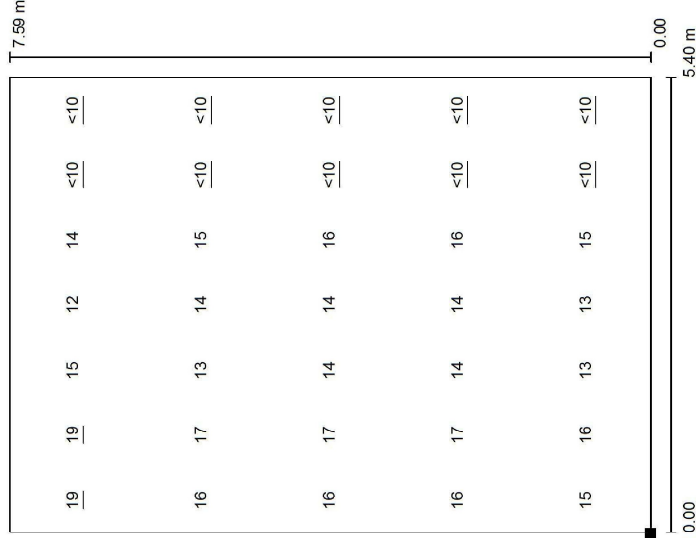 7.59 m 0.00
5.40 m
<10 <10 <10 <10 <10
<10 <10 <10 <10 <10
14 15 16 16 15
12 14 14 14 13
15 13 14 14 13
19 17 17 17 16
19 16 16 16 15
0.00